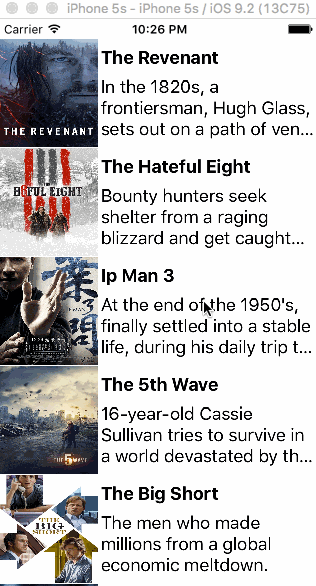 iPhone 5s - iPhone 5s / iOS 9.2 (13C75)
Carrier 10:26 PM
The Revenant
In the 1820s, a
frontiersman, Hugh Glass,
sets out on a path of ven...
THE REVENANT
The Hateful Eight
Bounty hunters seek
shelter from a raging
blizzard and get caught...
Ip Man 3
At the end of the 1950's,
finally settled into a stable
life, during his daily trip t...
The 5th Wave
16-year-old Cassie
Sullivan tries to survive in
a world devastated by th...
THE 5 WAVE
The Big Short
The men who made
millions from a global
economic meltdown.
THE
BIG
SHORT